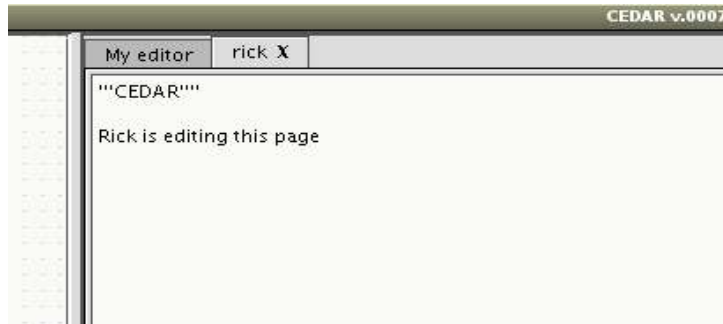 CEDAR v.0007
My editor
rick X
'''CEDAR''''
Rick is editing this page